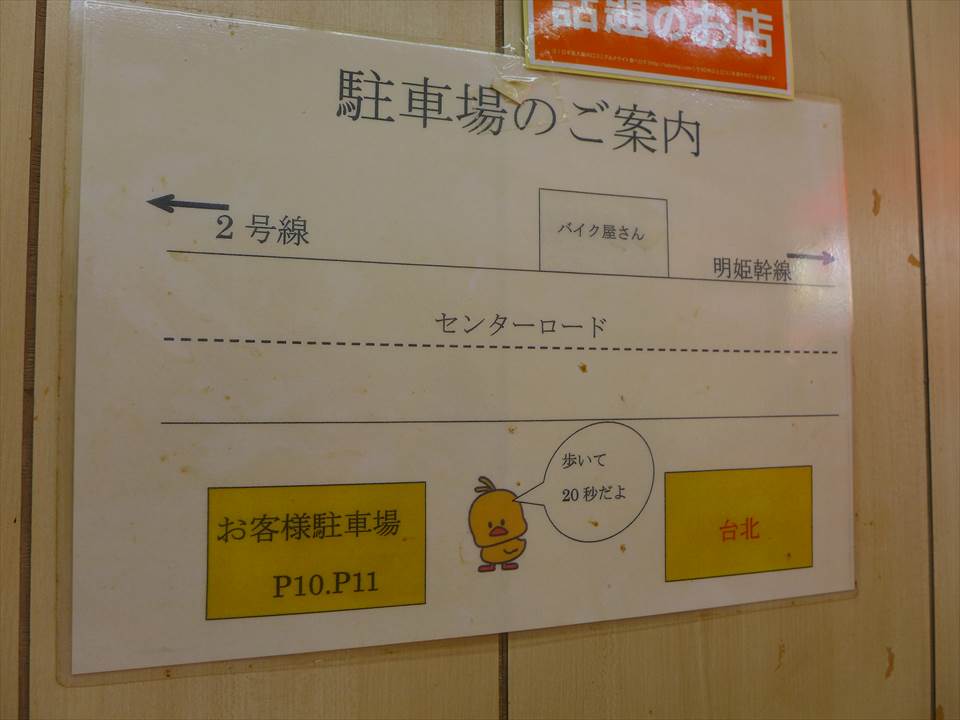 話題のお店
駐車場のご案内
2 号線
バイク屋さん
明姫幹線
センターロード
歩いて
20 秒だよ
お客様駐車場
P10.P11
台北